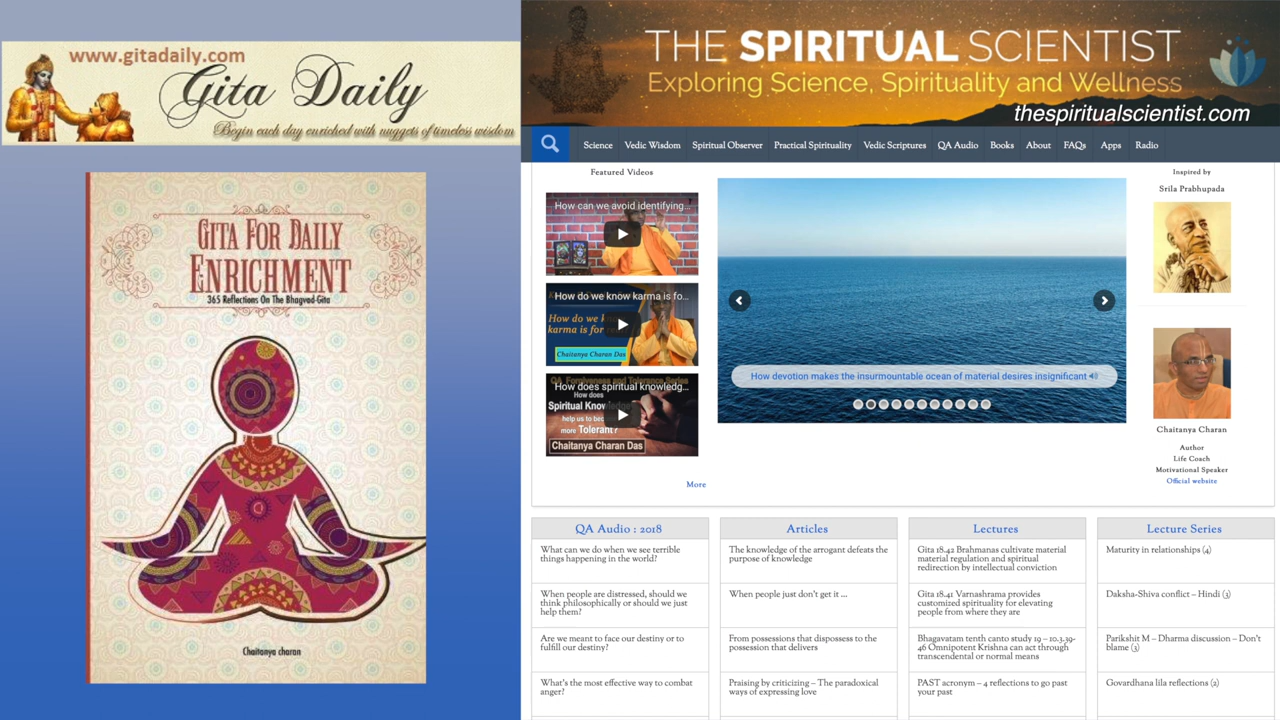 www.gitadaily.com
Gita Daily
Begin each day enriched with nuggets of timeless wisdom
GITA FOR DAILY
ENRICHMENT
365 Reflections On The Bhagvad-Gita
Chaitanya charan
THE SPIRITUAL SCIENTIST
Exploring Science, Spirituality and Wellness
thespiritualscientist.com
Science Vedic Wisdom Spiritual Observer Practical Spirituality Vedic Scriptures QA Audio Books About FAQs Apps Radio
Featured Videos
How can we avoid identifying...
How do we know karma is fo...
How do we k
karma is for re
Chaitanya Charan Das
QA Forgiveness and Tolerance Series
How does spiritual knowledg...
How does
Spiritual Know
help us to bec
more Tolerant?
Chaitanya Charan Das
More
How devotion makes the insurmountable ocean of material desires insignificant
Inspired by
Srila Prabhupada
Chaitanya Charan
Author
Life Coach
Motivational Speaker
Official website
QA Audio : 2018
What can we do when we see terrible
things happening in the world?
When people are distressed, should we
think philosophically or should we just
help them?
Are we meant to face our destiny or to
fulfill our destiny?
What's the most effective way to combat
anger?
Articles
The knowledge of the arrogant defeats the
purpose of knowledge
When people just don't get it ...
From possessions that dispossess to the
possession that delivers
Praising by criticizing – The paradoxical
ways of expressing love
Lectures
Gita 18.42 Brahmanas cultivate material
material regulation and spiritual
redirection by intellectual conviction
Gita 18.41 Varnashrama provides
customized spirituality for elevating
people from where they are
Bhagavatam tenth canto study 19 – 10.3.39-
46 Omnipotent Krishna can act through
transcendental or normal means
PAST acronym – 4 reflections to go past
your past
Lecture Series
Maturity in relationships (4)
Daksha-Shiva conflict – Hindi (3)
Parikshit M – Dharma discussion – Don't
blame (3)
Govardhana lila reflections (2)